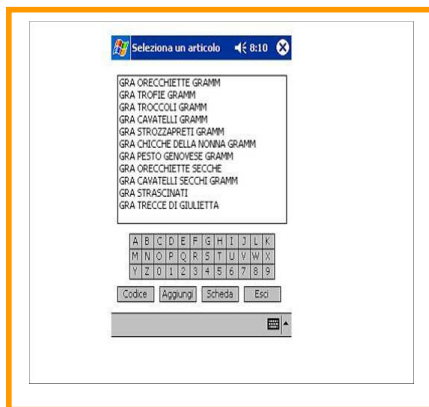 Seleziona un articolo 8:10
GRA ORECCHIETTE GRAMM
GRA TROFIE GRAMM
GRA TROCCOLI GRAMM
GRA CAVATELLI GRAMM
GRA STROZZAPRETI GRAMM
GRA CHICCHE DELLA NONNA GRAMM
GRA PESTO GENOVESE GRAMM
GRA ORECCHIETTE SECCHE
GRA CAVATELLI SECCHI GRAMM
GRA STRASCINATI
GRA TRECCE DI GIULIETTA
A B C D E F G H I J L K
M N O P Q R S T U V W X
Y Z 0 1 2 3 4 5 6 7 8 9
Codice Aggiungi Scheda Esci